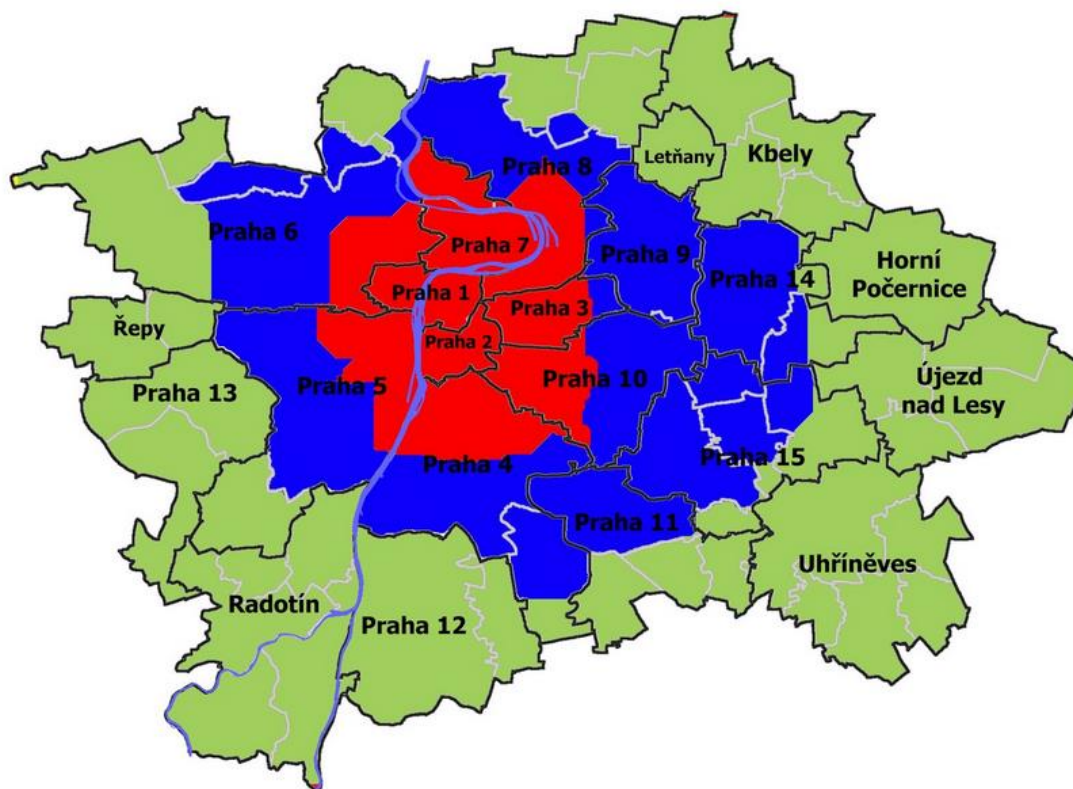 Praha 8
Letňany
Kbely
Praha 6
Praha 7
Praha 9
Praha 14
Horní
Počernice
Praha 1
Praha 3
Řepy
Praha 2
Praha 5
Praha 10
Praha 13
Újezd
nad Lesy
Praha 4
Praha 15
Praha 11
Uhříněves
Radotín
Praha 12